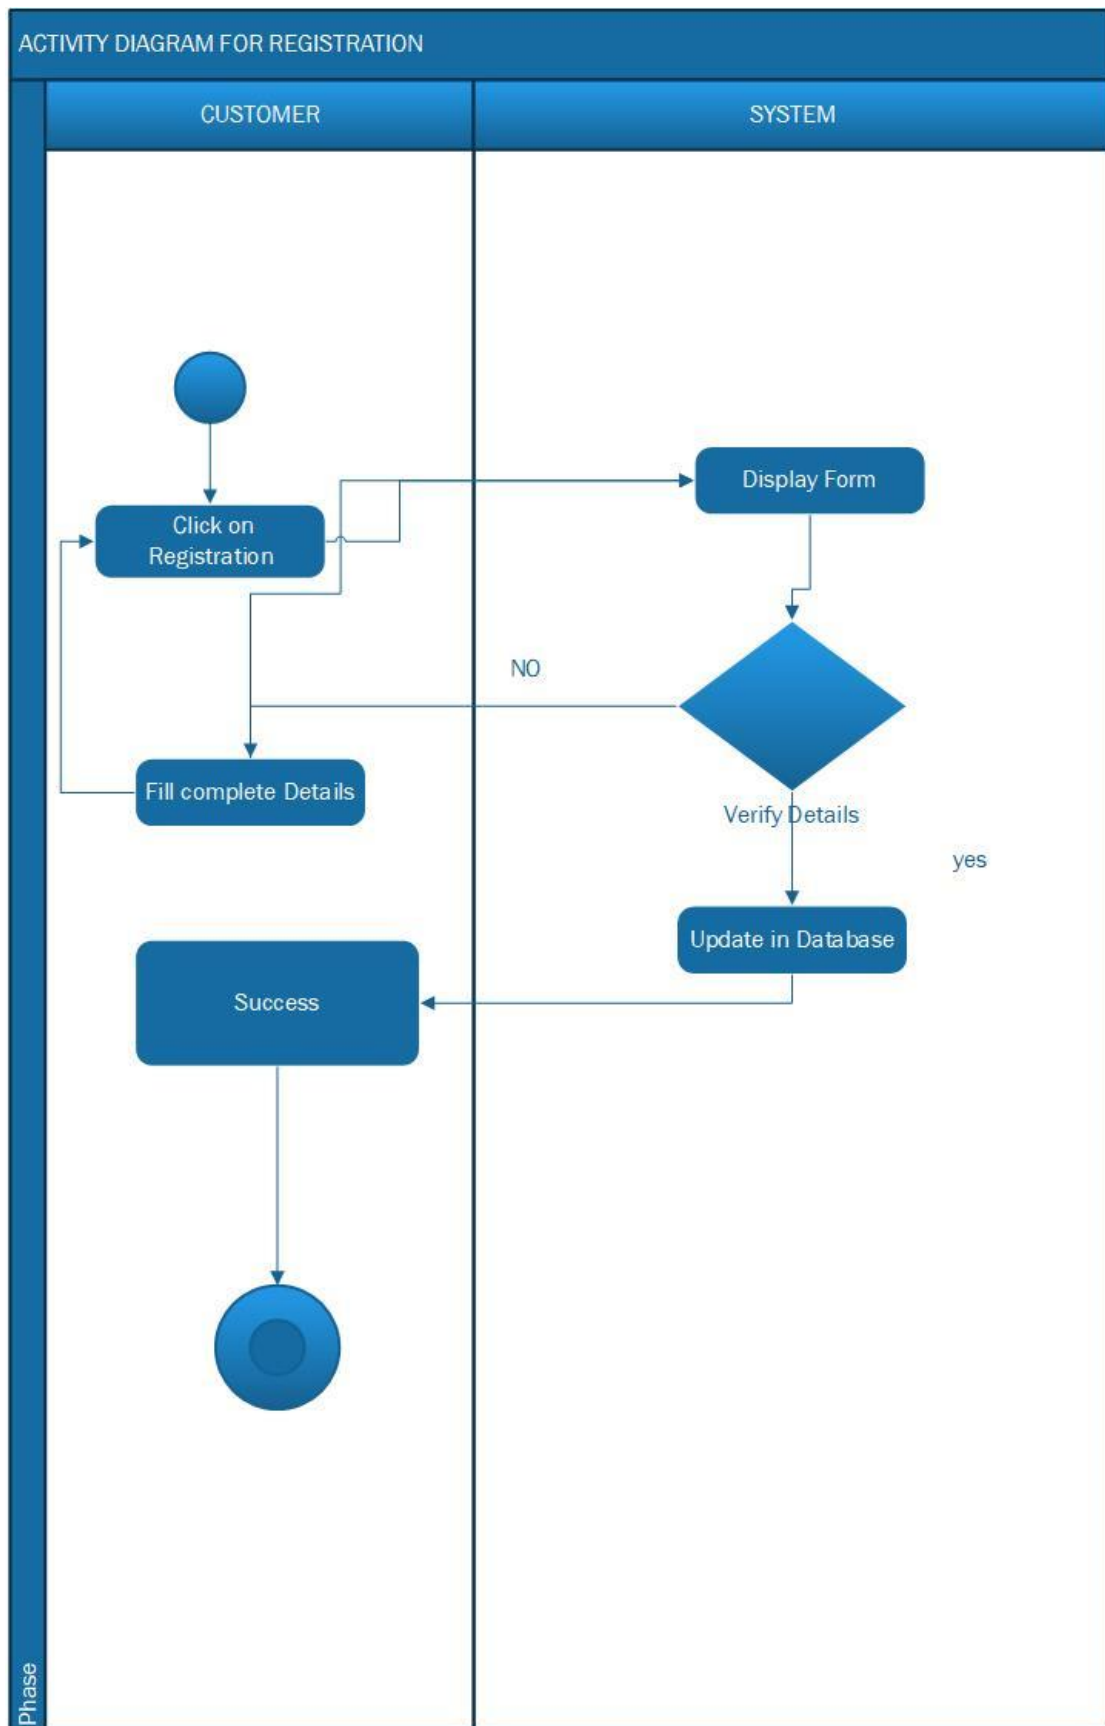 ACTIVITY DIAGRAM FOR REGISTRATION
CUSTOMER
SYSTEM
Display Form
Click on
Registration
NO
Fill complete Details
Verify Details
yes
Update in Database
Success
Phase